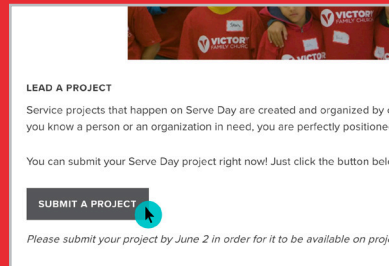 VICTORY
FAMILY CHURCH
VICTORY
FAMILY CHURCH
LEAD A PROJECT
Service projects that happen on Serve Day are created and organized by
you know a person or an organization in need, you are perfectly
You can submit your Serve Day project right now! Just click the button
SUBMIT A PROJECT
Please submit your project by June 2 in order for it to be available on